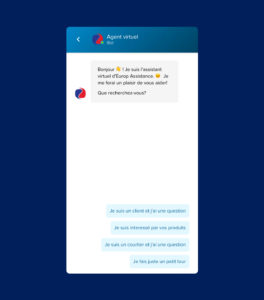 Agent virtuel
Bot
Bonjour 👋 ! Je suis l'assistant
virtuel d'Europ Assistance. 😀 Je
me ferai un plaisir de vous aider!
Que recherchez-vous?
Je suis un client et j'ai une question
Je suis interessé par vos produits
Je suis un courtier et j'ai une question
Je fais juste un petit tour